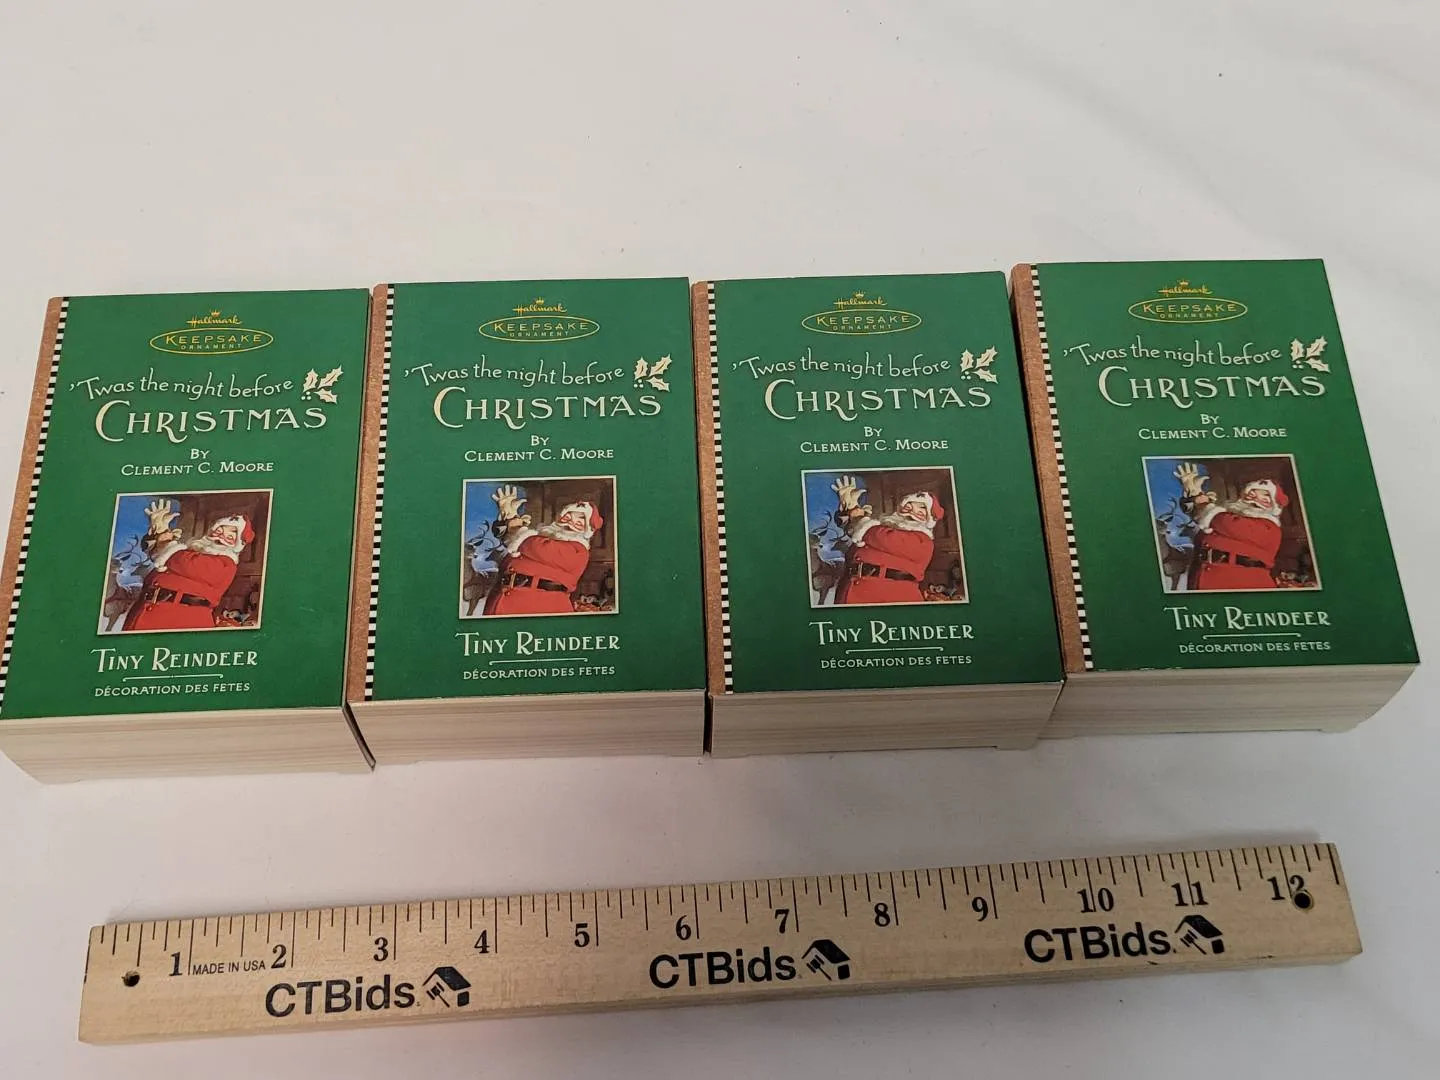 Hallmark
KEEPSAKE
ORNAMENT
'Twas the night before
CHRISTMAS
BY
CLEMENT C. MOORE
TINY REINDEER
DÉCORATION DES FETES
Hallmark
KEEPSAKE
ORNAMENT
'Twas the night before
CHRISTMAS
BY
CLEMENT C. MOORE
TINY REINDEER
DÉCORATION DES FETES
Hallmark
KEEPSAKE
ORNAMENT
'Twas the night before
CHRISTMAS
BY
CLEMENT C. MOORE
TINY REINDEER
DÉCORATION DES FETES
Hallmark
KEEPSAKE
ORNAMENT
'Twas the night before
CHRISTMAS
BY
CLEMENT C. MOORE
TINY REINDEER
DÉCORATION DES FETES
1 MADE IN USA 2 3 4 5 6 7 8 9 10 11 12
CTBids CTBids CTBids